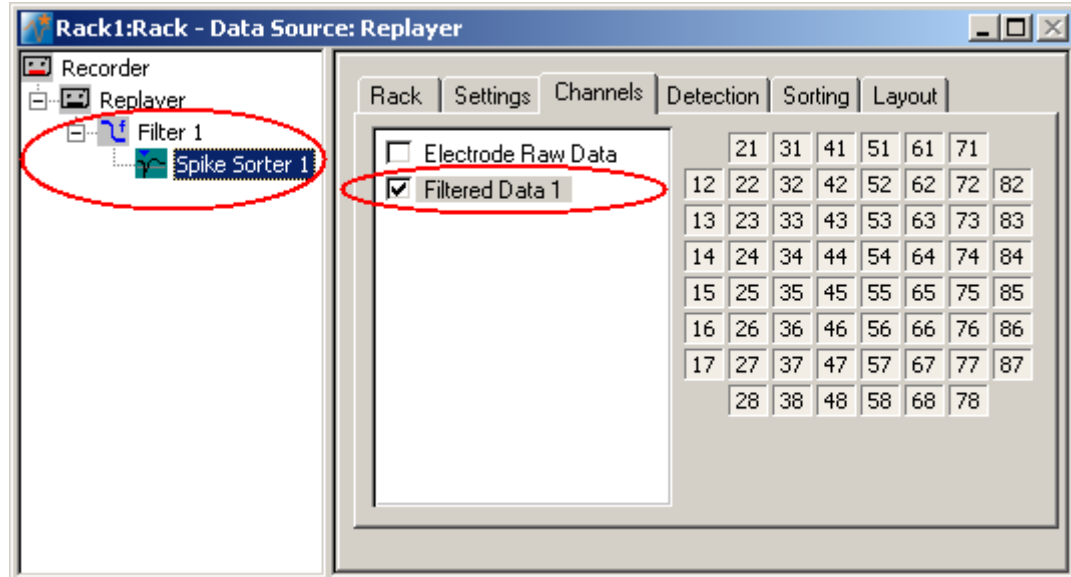 Rack1:Rack - Data Source: Replayer
Recorder
Replayer
Filter 1
Spike Sorter 1
Rack Settings Channels Detection Sorting Layout
Electrode Raw Data
Filtered Data 1
21 31 41 51 61 71
12 22 32 42 52 62 72 82
13 23 33 43 53 63 73 83
14 24 34 44 54 64 74 84
15 25 35 45 55 65 75 85
16 26 36 46 56 66 76 86
17 27 37 47 57 67 77 87
28 38 48 58 68 78